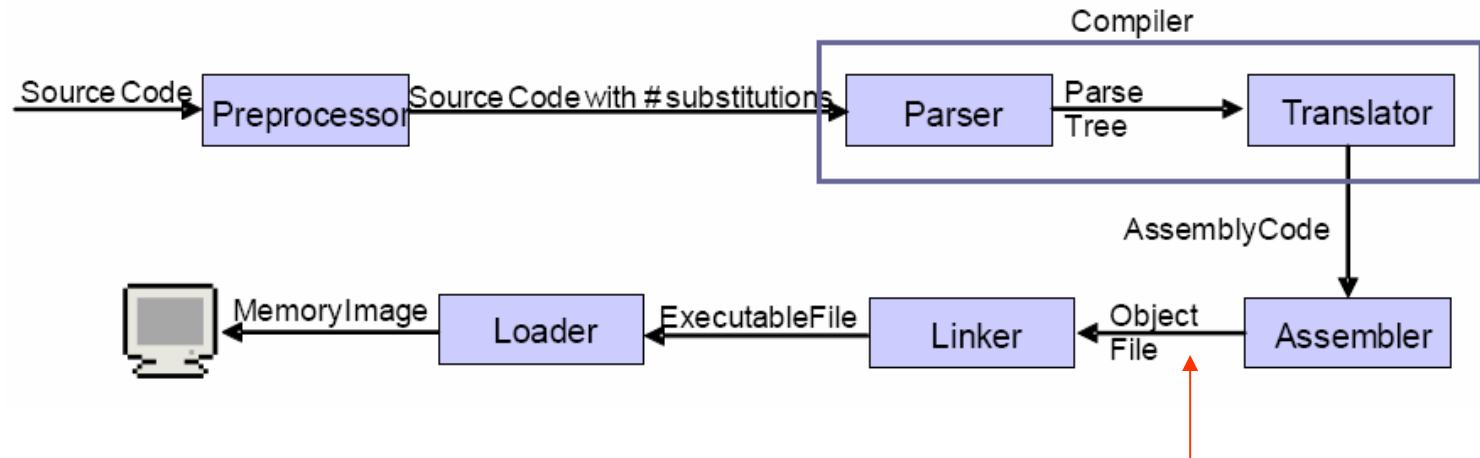 Compiler
Source Code
Preprocessor
Source Code with # substitutions
Parser
Parse
Tree
Translator
AssemblyCode
MemoryImage
Loader
ExecutableFile
Linker
Object
File
Assembler